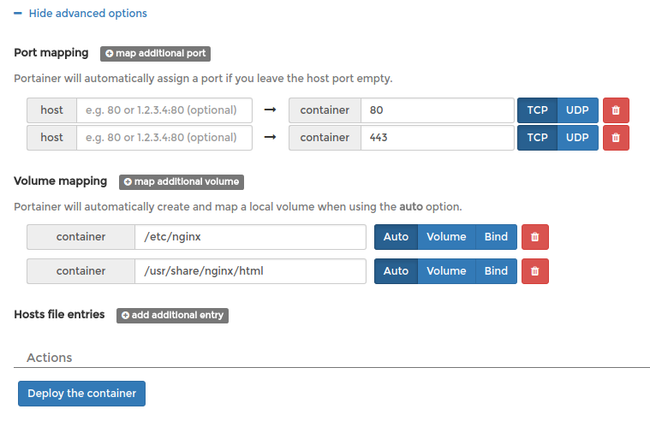 Hide advanced options
Port mapping map additional port
Portainer will automatically assign a port if you leave the host port empty.
host e.g. 80 or 1.2.3.4:80 (optional) → container 80 TCP UDP
host e.g. 80 or 1.2.3.4:80 (optional) → container 443 TCP UDP
Volume mapping map additional volume
Portainer will automatically create and map a local volume when using the auto option.
container /etc/nginx Auto Volume Bind
container /usr/share/nginx/html Auto Volume Bind
Hosts file entries add additional entry
Actions
Deploy the container